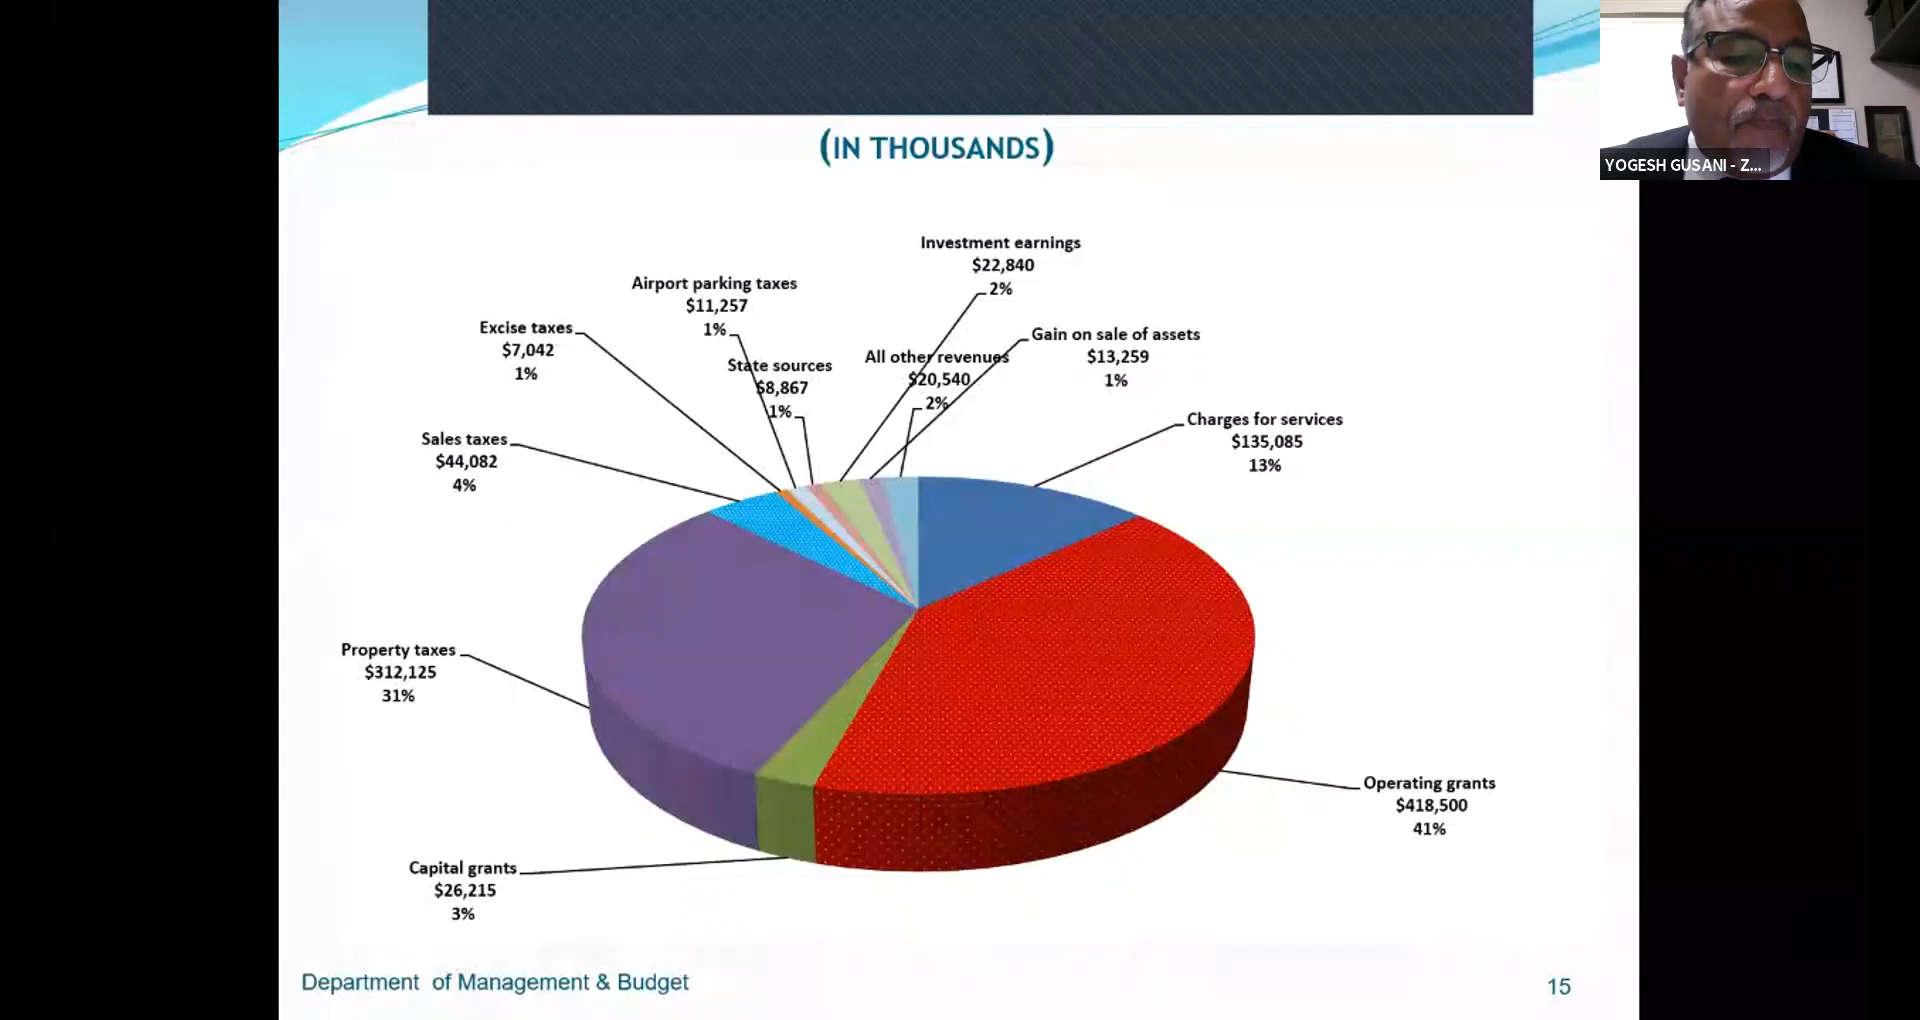 YOGESH GUSANI - Z...
(IN THOUSANDS)
Investment earnings
$22,840
2%
Airport parking taxes
$11,257
1%
Excise taxes
$7,042
1%
State sources
$8,867
1%
All other revenues
$20,540
2%
Gain on sale of assets
$13,259
1%
Sales taxes
$44,082
4%
Charges for services
$135,085
13%
Property taxes
$312,125
31%
Operating grants
$418,500
41%
Capital grants
$26,215
3%
Department of Management & Budget
15